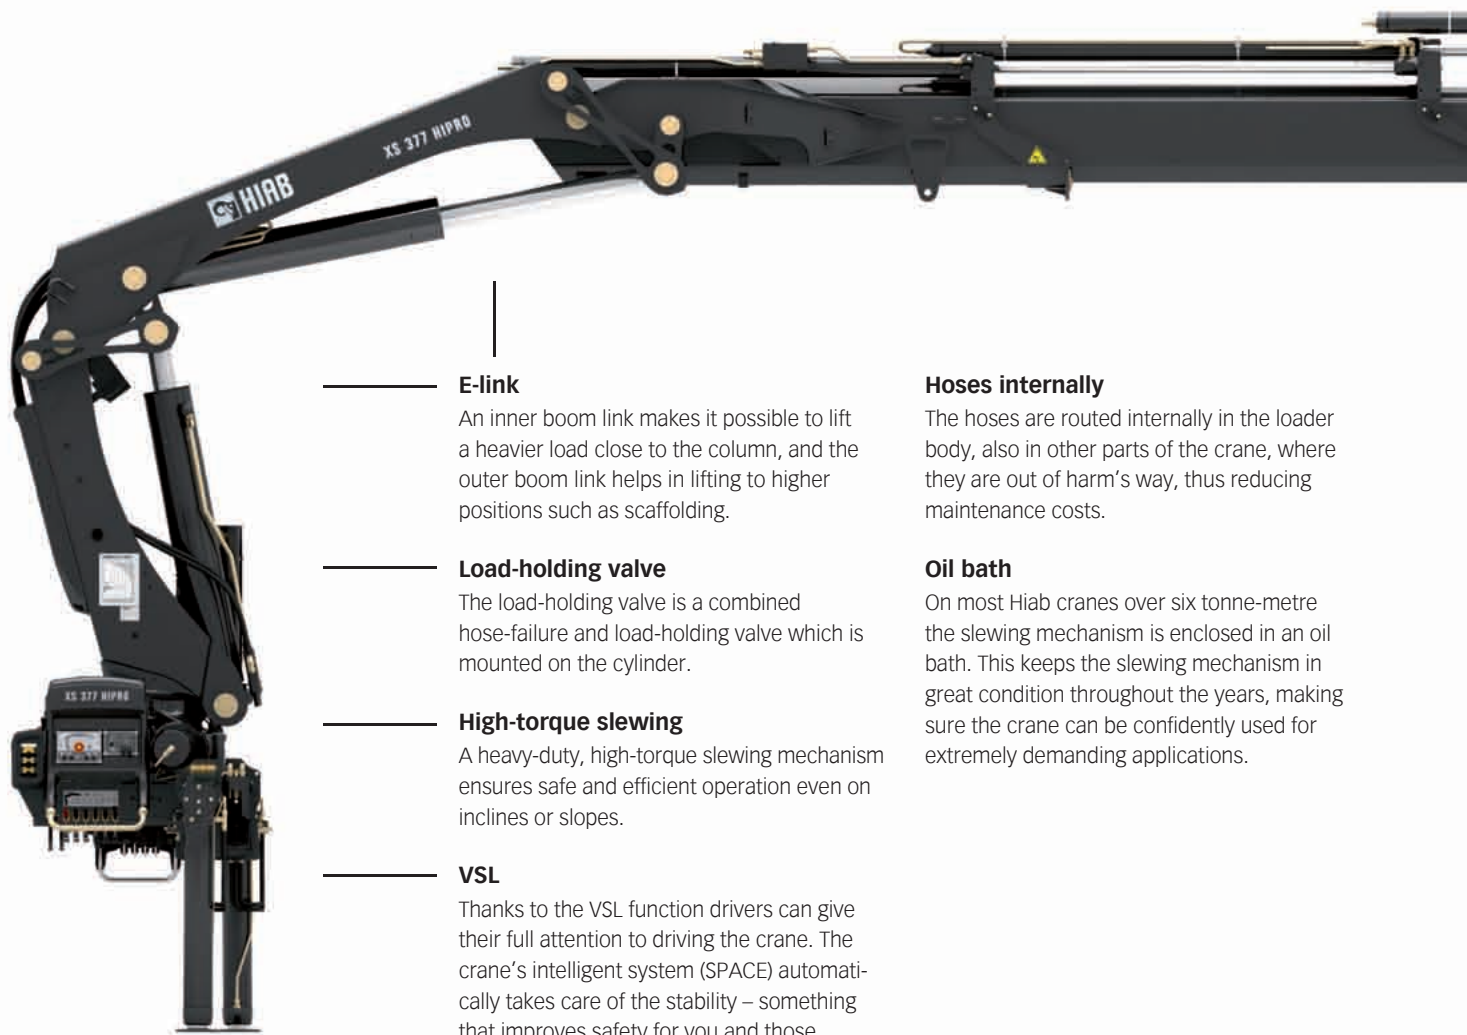 XS 377 HIPRO
HIAB
XS 377 HIPRO
E-link
An inner boom link makes it possible to lift
a heavier load close to the column, and the
outer boom link helps in lifting to higher
positions such as scaffolding.
Load-holding valve
The load-holding valve is a combined
hose-failure and load-holding valve which is
mounted on the cylinder.
High-torque slewing
A heavy-duty, high-torque slewing mechanism
ensures safe and efficient operation even on
inclines or slopes.
VSL
Thanks to the VSL function drivers can give
their full attention to driving the crane. The
crane's intelligent system (SPACE) automati-
cally takes care of the stability – something
that improves safety for you and those
Hoses internally
The hoses are routed internally in the loader
body, also in other parts of the crane, where
they are out of harm's way, thus reducing
maintenance costs.
Oil bath
On most Hiab cranes over six tonne-metre
the slewing mechanism is enclosed in an oil
bath. This keeps the slewing mechanism in
great condition throughout the years, making
sure the crane can be confidently used for
extremely demanding applications.